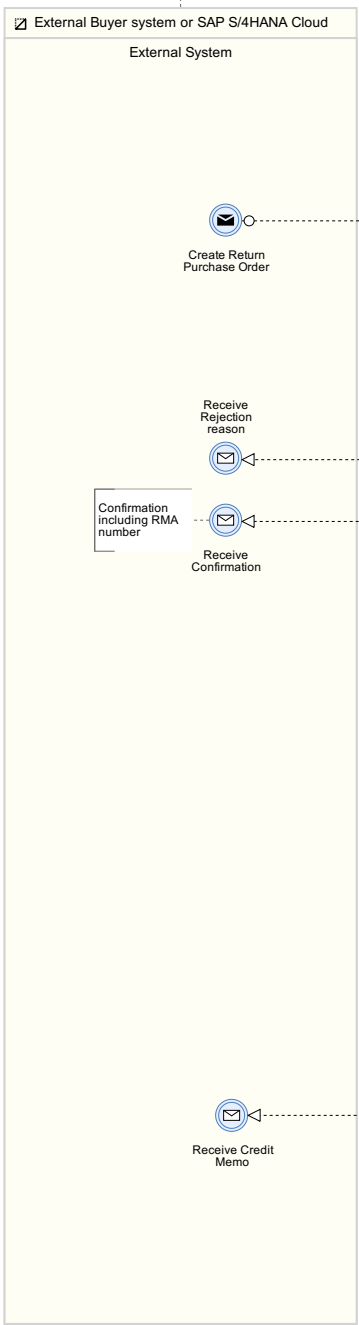 External Buyer system or SAP S/4HANA Cloud
External System
Create Return
Purchase Order
Receive
Rejection
reason
Confirmation
including RMA
number
Receive
Confirmation
Receive Credit
Memo